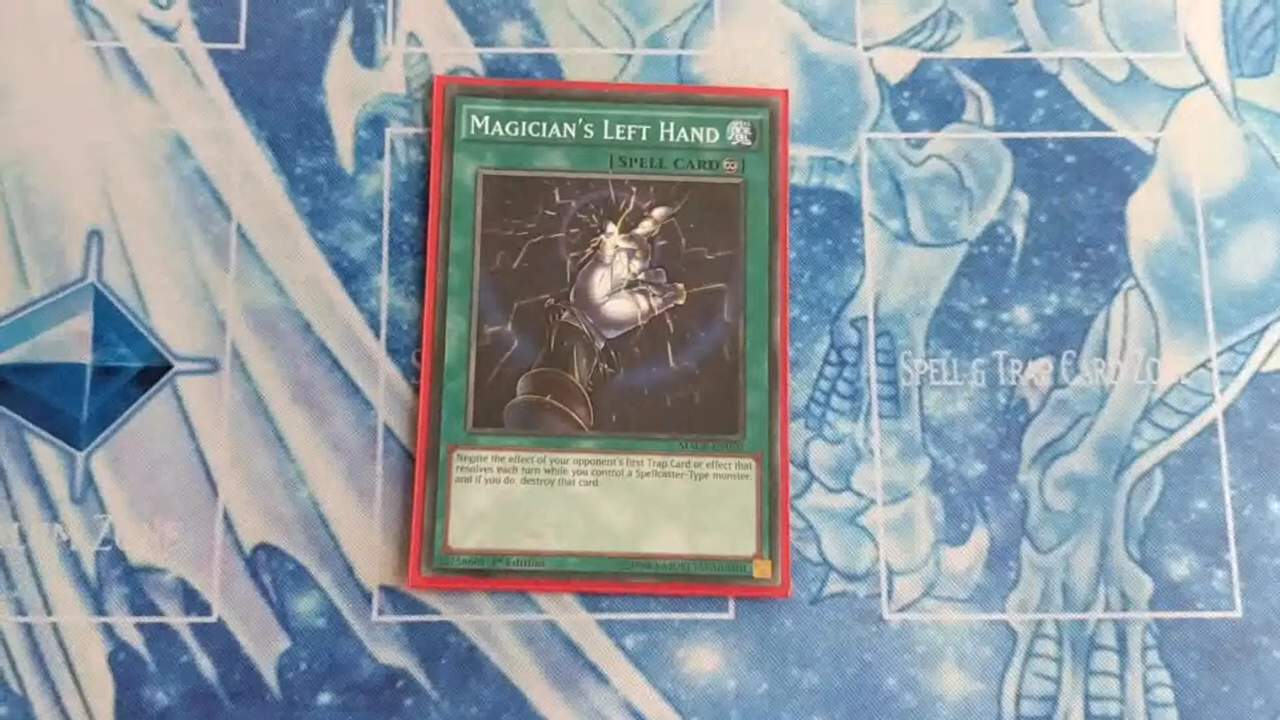 MAGICIAN'S LEFT HAND
SPELL CARD
Negate the effect of your opponent's first Trap Card or effect that
resolves each turn while you control a Spellcaster-Type monster,
and if you do, destroy that card.
1st Edition
SPELL & TRAP CARD ZONE